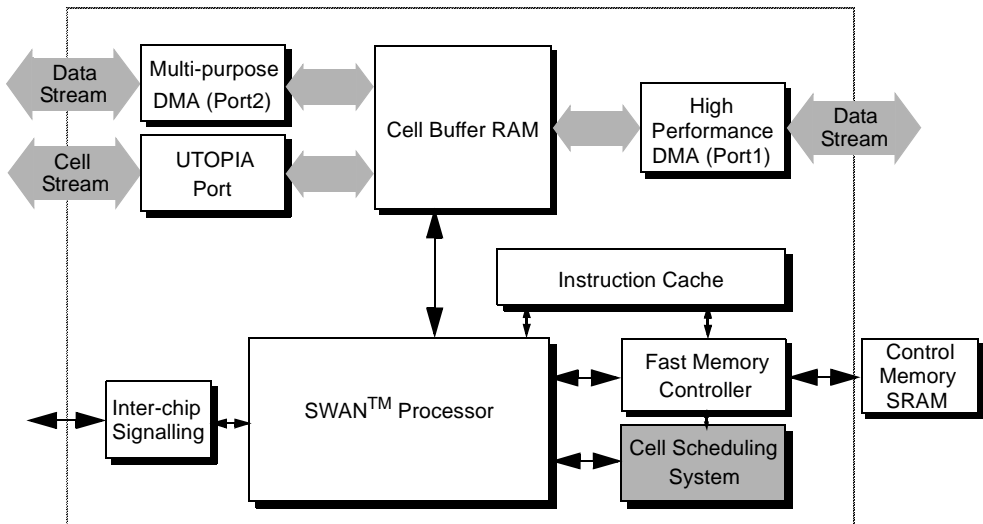 Data
Stream
Multi-purpose
DMA (Port2)
Cell Buffer RAM
High
Performance
DMA (Port1)
Data
Stream
Cell
Stream
UTOPIA
Port
Instruction Cache
Fast Memory
Controller
Control
Memory
SRAM
SWANTM Processor
Inter-chip
Signalling
Cell Scheduling
System